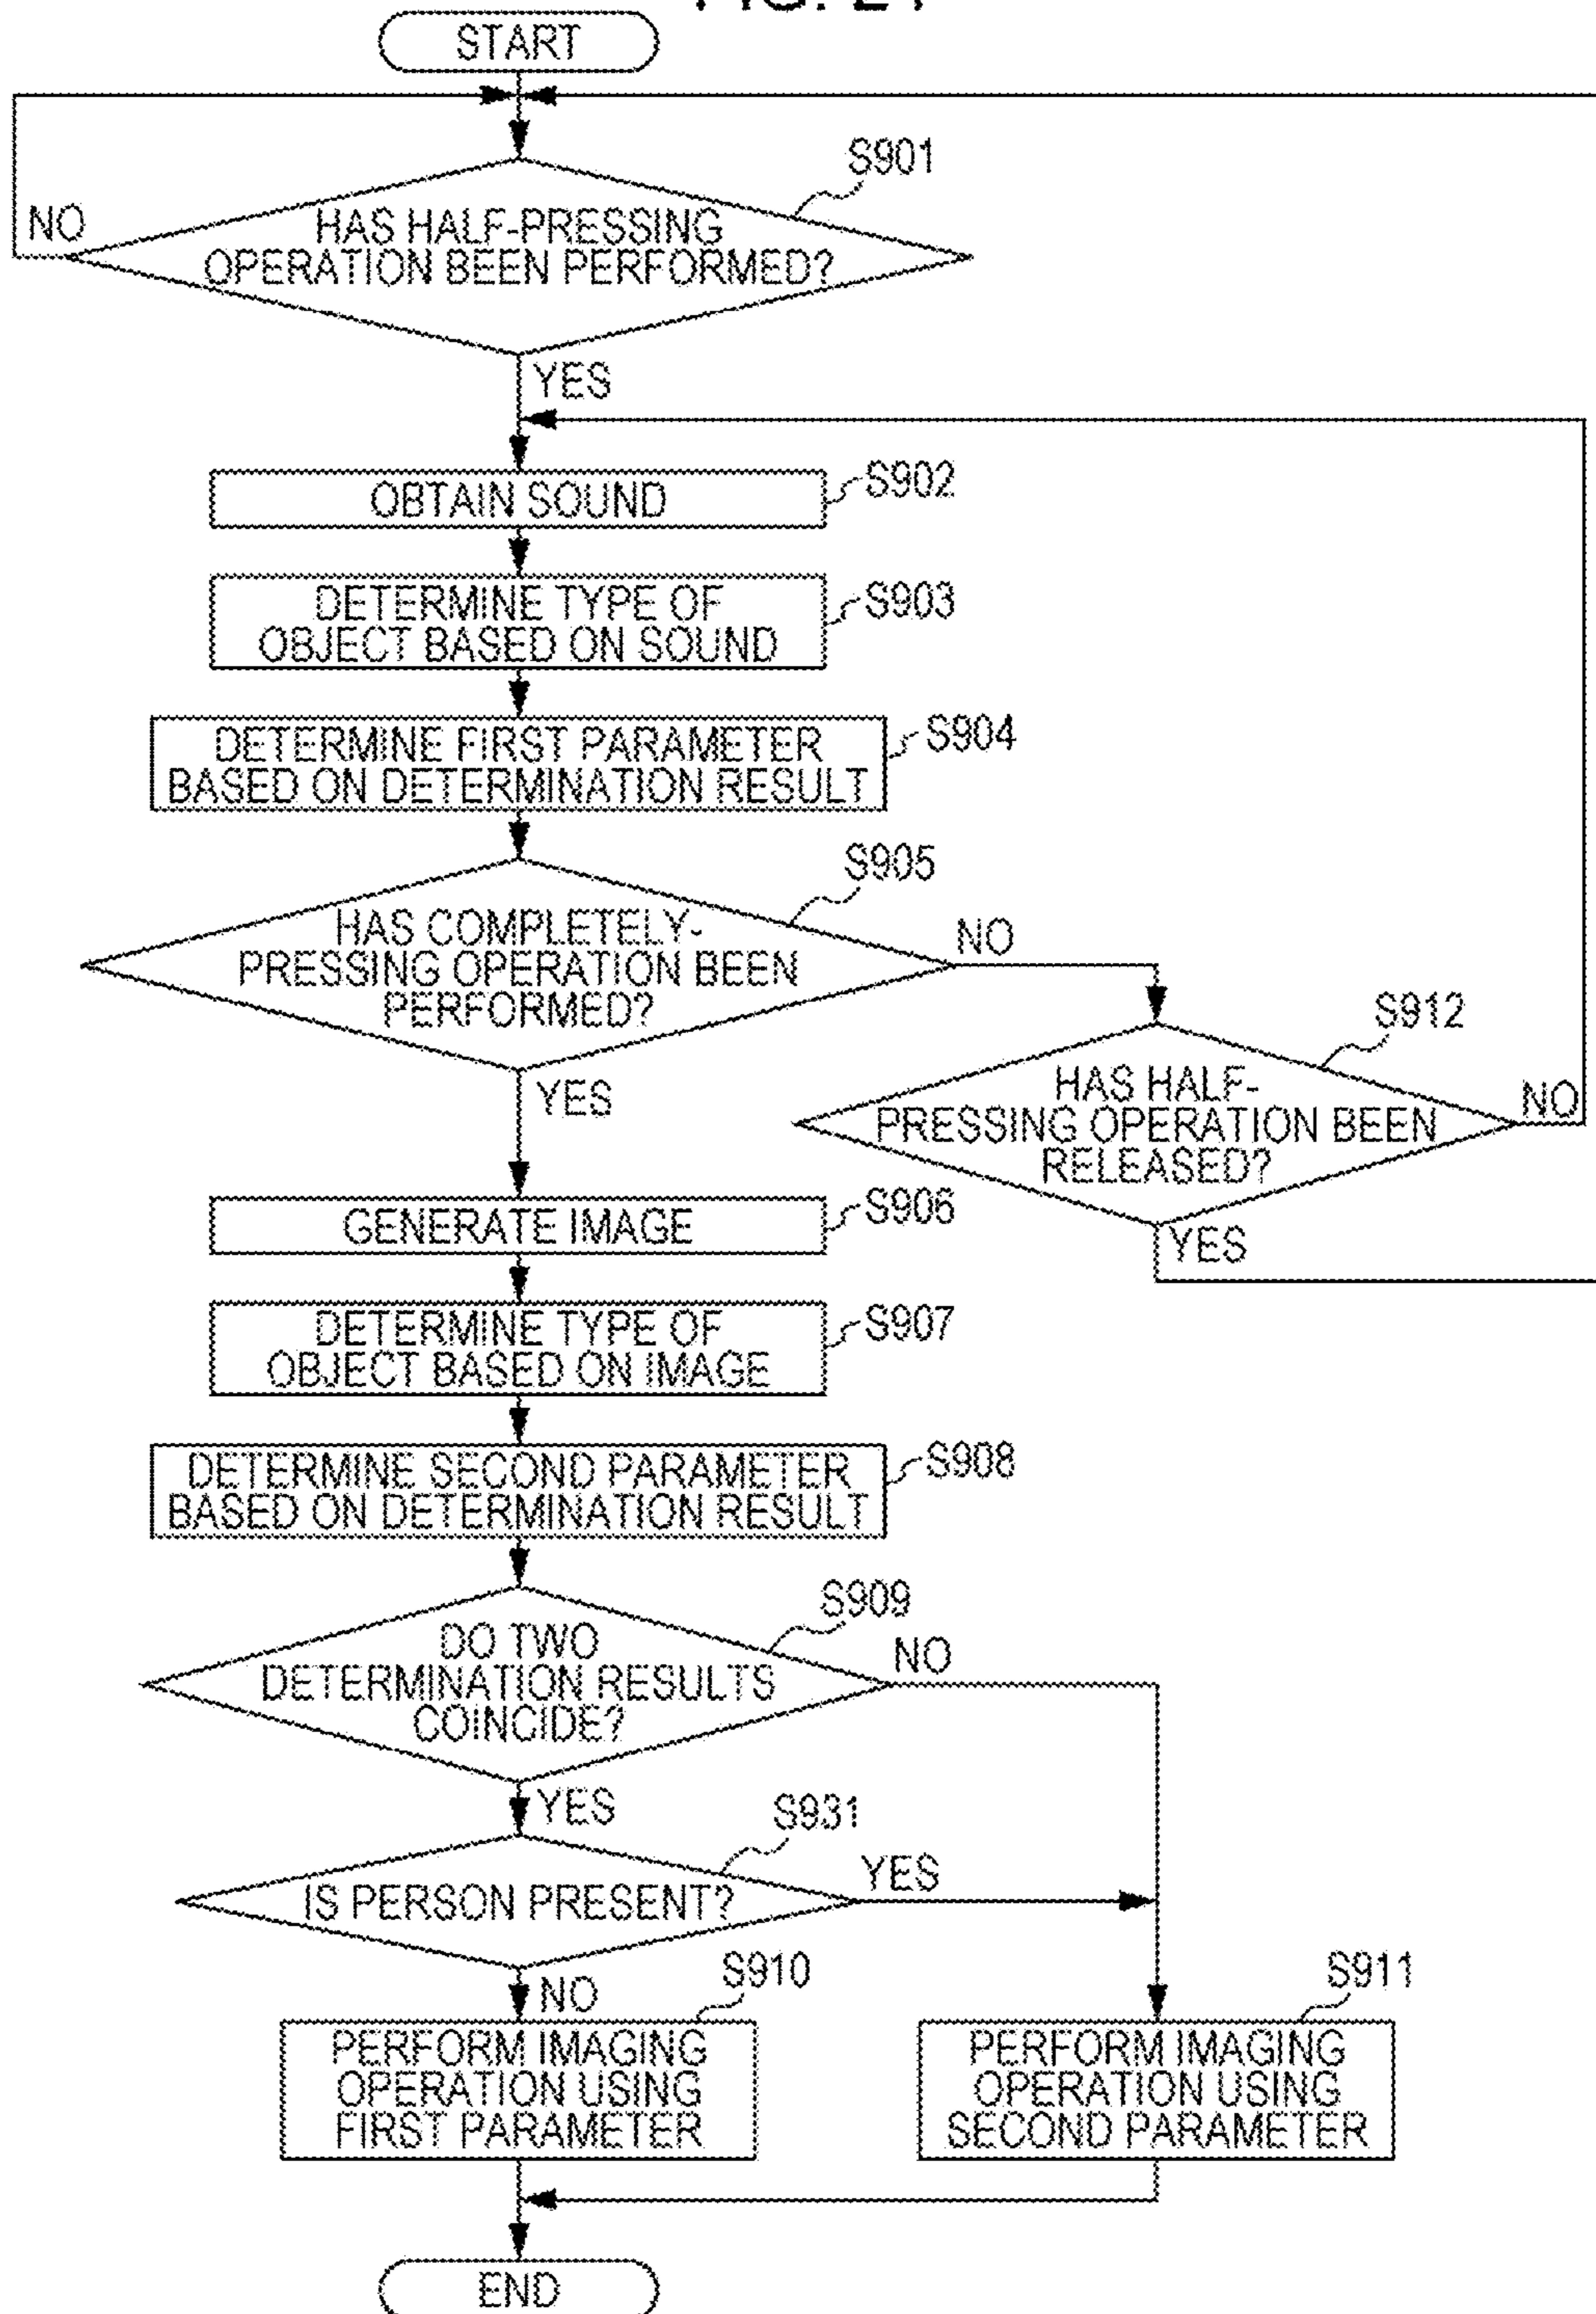 START
S901
NO
HAS HALF-PRESSING
OPERATION BEEN PERFORMED?
YES
OBTAIN SOUND
S902
DETERMINE TYPE OF
OBJECT BASED ON SOUND
S903
DETERMINE FIRST PARAMETER
BASED ON DETERMINATION RESULT
S904
S905
HAS COMPLETELY-
PRESSING OPERATION BEEN
PERFORMED?
NO
S912
HAS HALF-
PRESSING OPERATION BEEN
RELEASED?
NO
YES
YES
GENERATE IMAGE
S906
DETERMINE TYPE OF
OBJECT BASED ON IMAGE
S907
DETERMINE SECOND PARAMETER
BASED ON DETERMINATION RESULT
S908
S909
DO TWO
DETERMINATION RESULTS
COINCIDE?
NO
YES
S931
IS PERSON PRESENT?
YES
NO
S910
PERFORM IMAGING
OPERATION USING
FIRST PARAMETER
S911
PERFORM IMAGING
OPERATION USING
SECOND PARAMETER
END